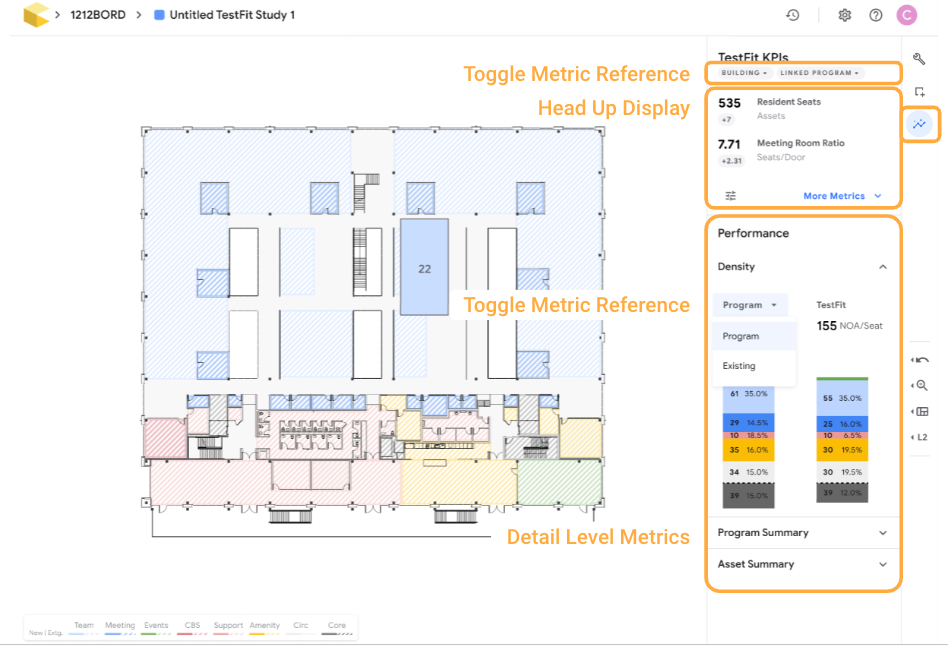 1212BORD
Untitled TestFit Study 1
C
TestFit KPIs
Toggle Metric Reference
BUILDING
LINKED PROGRAM
Head Up Display
535
Resident Seats
+7
Assets
7.71
Meeting Room Ratio
+2.31
Seats/Door
More Metrics
Performance
Density
22
Toggle Metric Reference
Program
TestFit
155 NOA/Seat
Program
Existing
61 35.0%
29 14.5%
10 18.5%
35 16.0%
34 15.0%
39 15.0%
55 35.0%
25 16.0%
10 6.5%
30 19.5%
30 19.5%
39 12.0%
L2
Detail Level Metrics
Program Summary
Asset Summary
New | Extg.
Team
Meeting
Events
CBS
Support
Amenity
Circ
Core